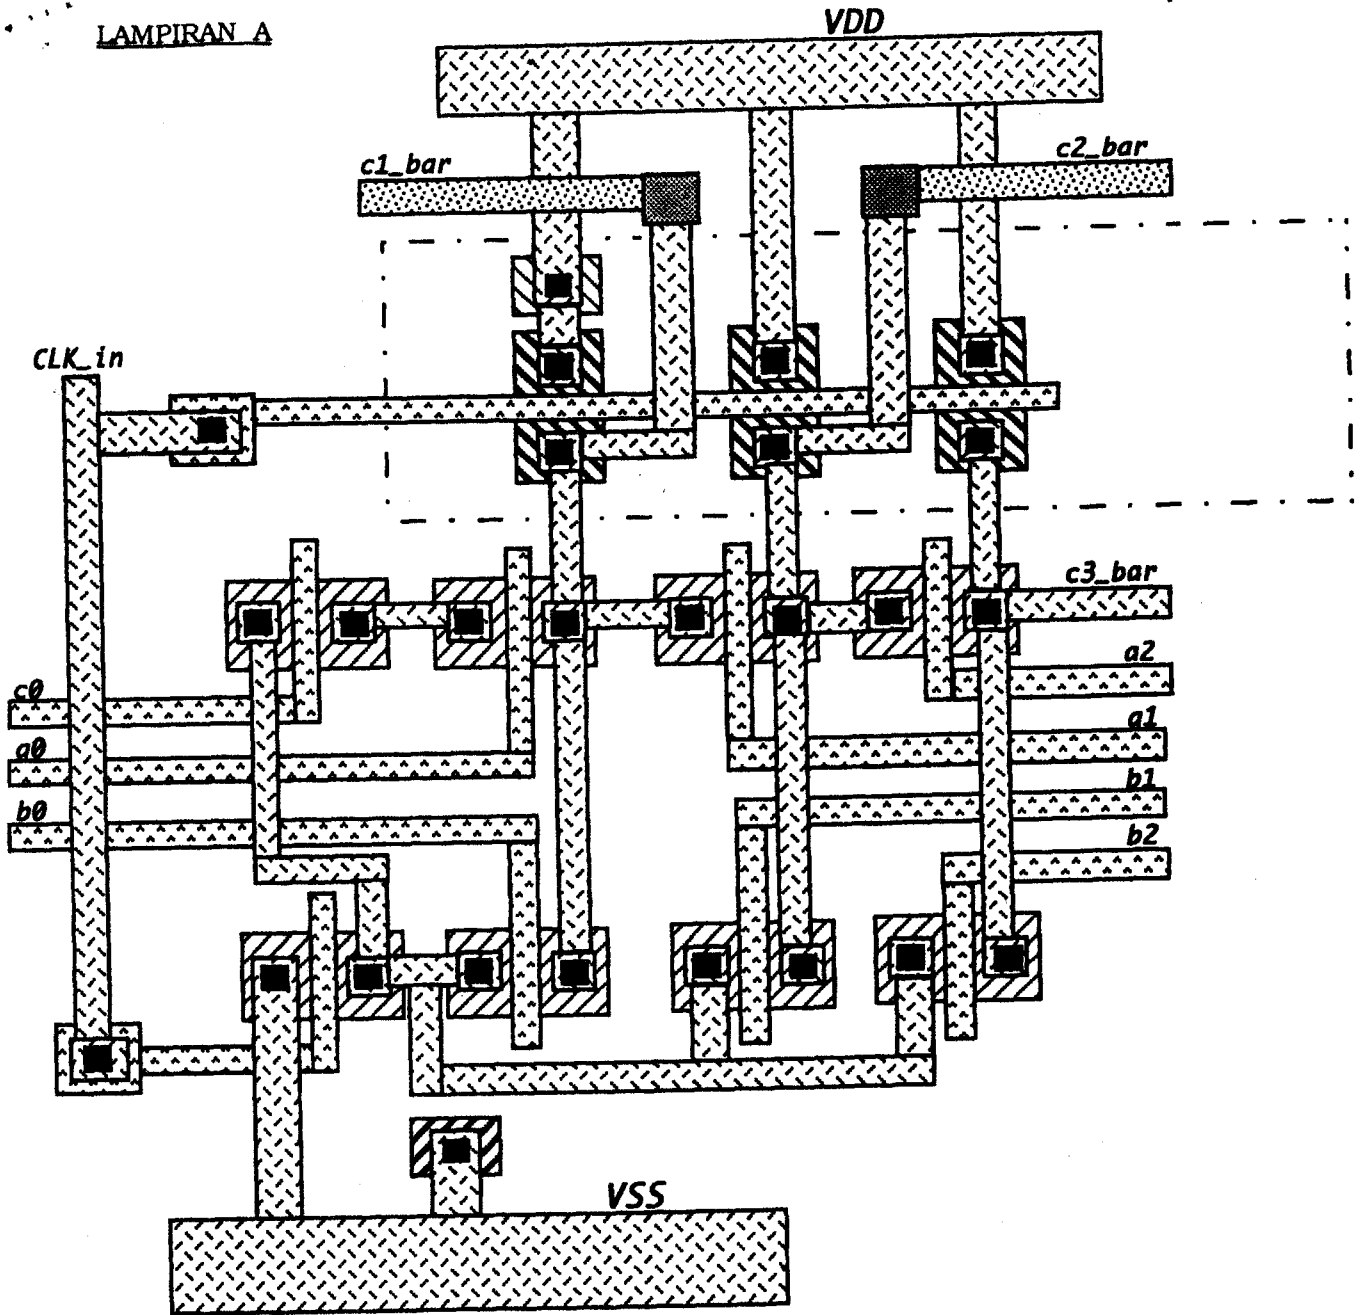 LAMPIRAN A
VDD
c1_bar
c2_bar
CLK_in
c3_bar
a2
c0
a1
a0
b1
b0
b2
VSS